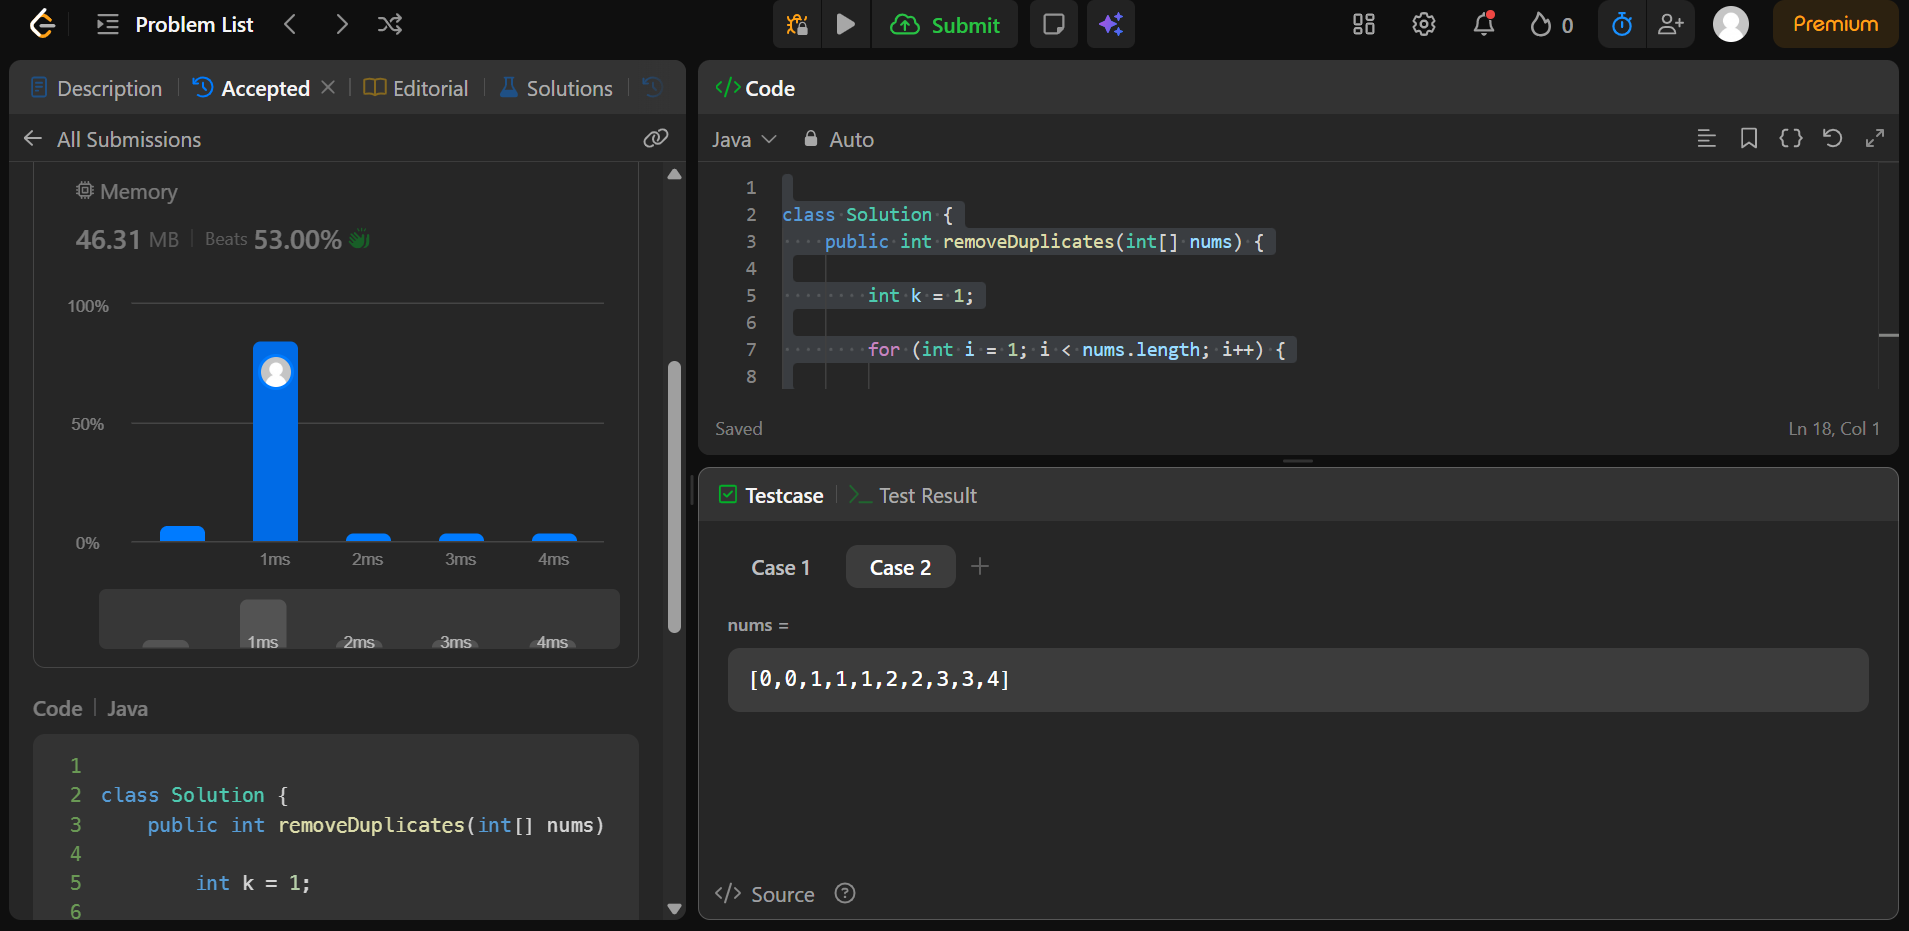 Problem List
Submit
0
Premium
Description
Accepted
Editorial
Solutions
All Submissions
Memory
46.31 MB
Beats 53.00%
100%
50%
0%
1ms
2ms
3ms
4ms
1ms
2ms
3ms
4ms
Code
Java
1
2 class Solution {
3 public int removeDuplicates(int[] nums)
4
5 int k = 1;
6
</> Code
Java
Auto
1
2 class Solution {
3 public int removeDuplicates(int[] nums) {
4
5 int k = 1;
6
7 for (int i = 1; i < nums.length; i++) {
8
Saved
Ln 18, Col 1
Testcase
>_ Test Result
Case 1
Case 2
nums =
[0,0,1,1,1,2,2,3,3,4]
</> Source